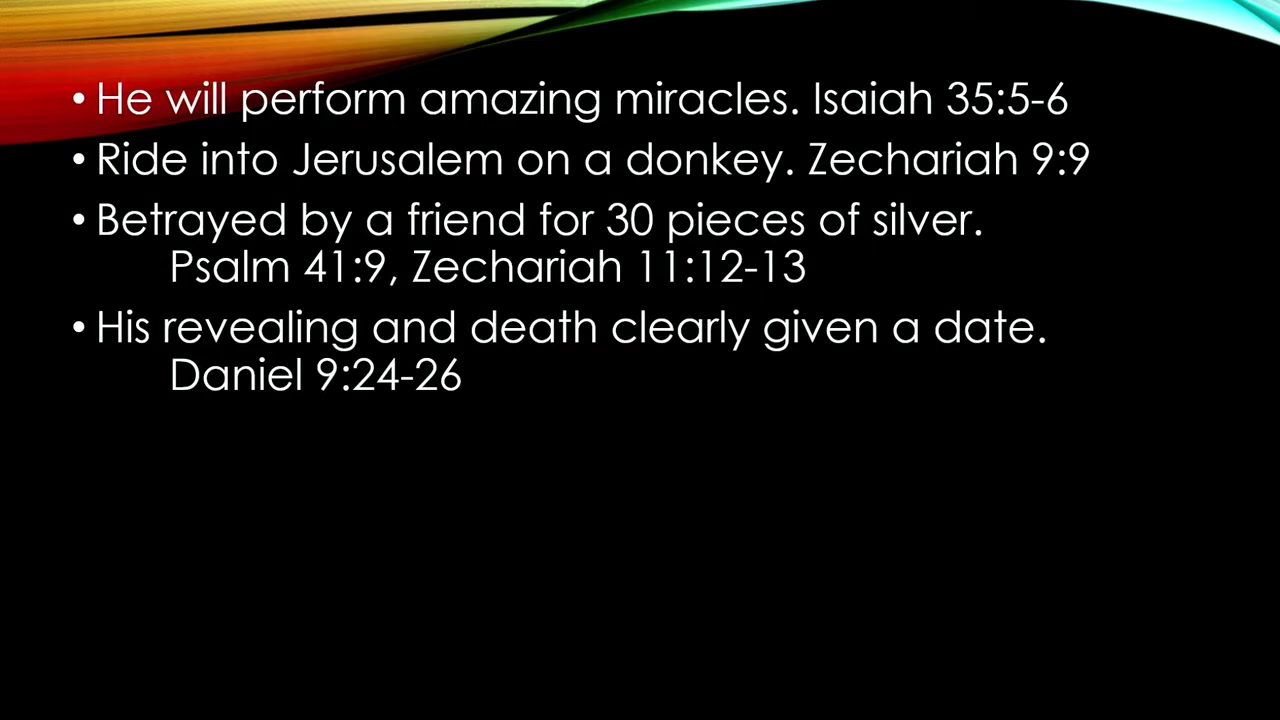 • He will perform amazing miracles. Isaiah 35:5-6
• Ride into Jerusalem on a donkey. Zechariah 9:9
• Betrayed by a friend for 30 pieces of silver.
Psalm 41:9, Zechariah 11:12-13
• His revealing and death clearly given a date.
Daniel 9:24-26